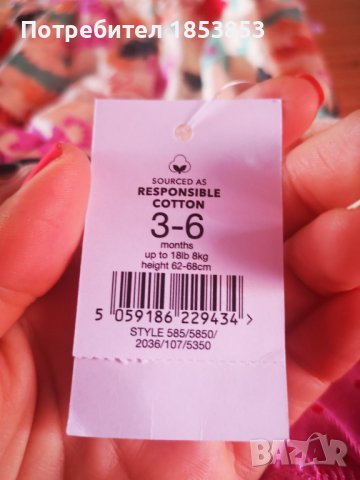 Потребител 1853853
SOURCED AS
RESPONSIBLE
COTTON
3-6
months
up to 18lb 8kg
height 62-68cm
5 059186 229434 >
STYLE 585/5850/
2036/107/5350
BAZAR